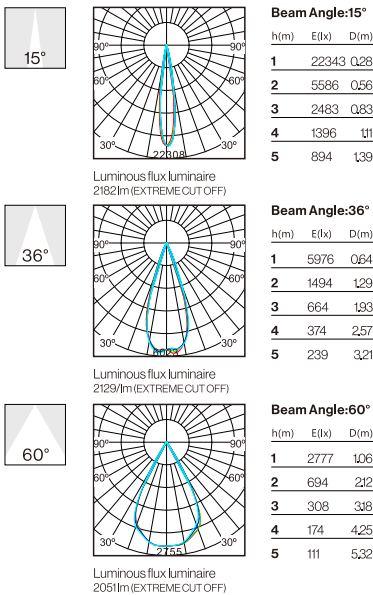 15°
90° 90°
60° 60°
30° 30°
22308
Luminous flux luminaire
2182lm (EXTREME CUT OFF)
Beam Angle:15°
h(m) E(lx) D(m)
1 22343 0.28
2 5586 0.56
3 2483 0.83
4 1396 1.11
5 894 1.39
36°
90° 90°
60° 60°
30° 30°
Luminous flux luminaire
2129/lm (EXTREME CUT OFF)
Beam Angle:36°
h(m) E(lx) D(m)
1 5976 0.64
2 1494 1.29
3 664 1.93
4 374 2.57
5 239 3.21
60°
90° 90°
60° 60°
30° 30°
2755
Luminous flux luminaire
2051lm (EXTREME CUT OFF)
Beam Angle:60°
h(m) E(lx) D(m)
1 2777 1.06
2 694 2.12
3 308 3.18
4 174 4.25
5 111 5.32